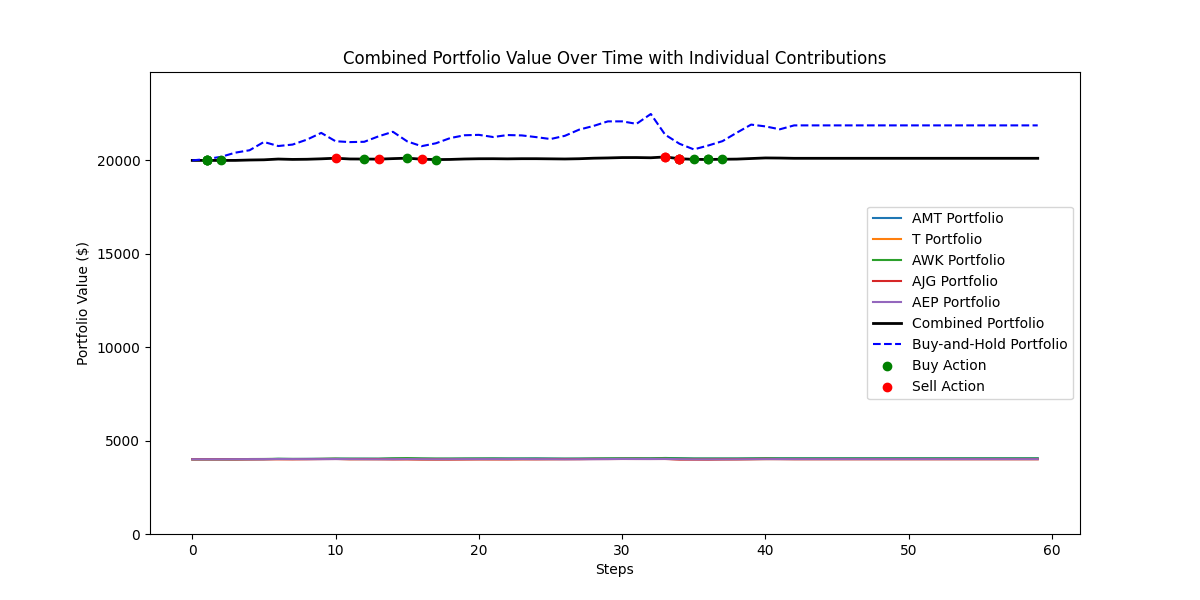 Combined Portfolio Value Over Time with Individual Contributions
Portfolio Value ($)
20000
15000
10000
5000
0
AMT Portfolio
T Portfolio
AWK Portfolio
AJG Portfolio
AEP Portfolio
Combined Portfolio
Buy-and-Hold Portfolio
Buy Action
Sell Action
0 10 20 30 40 50 60
Steps